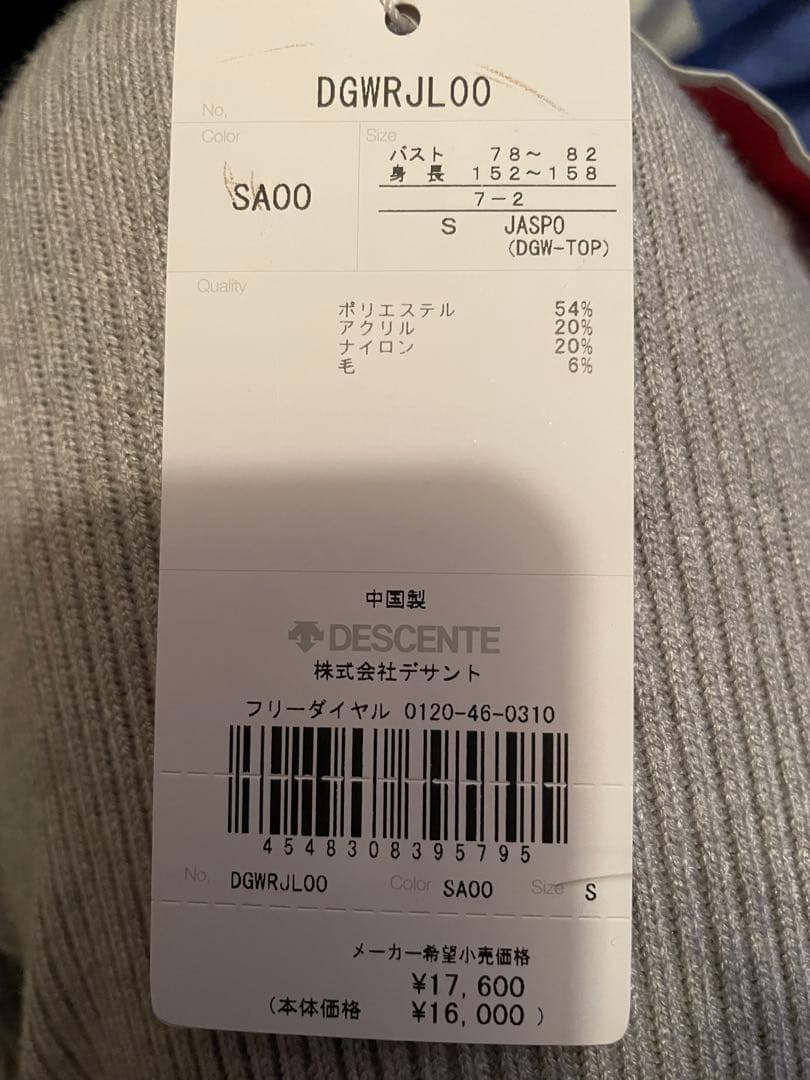 No, DGWRJL00
Color
SA00
Size
バスト 78～ 82
身 長 152～158
7－2
S JASPO
(DGW-TOP)
Quality
ポリエステル 54%
アクリル 20%
ナイロン 20%
毛 6%
中国製
DESCENTE
株式会社デサント
フリーダイヤル 0120-46-0310
4548308395795
No, DGWRJL00 Color SA00 Size S
メーカー希望小売価格
¥17,600
(本体価格 ¥16,000 )